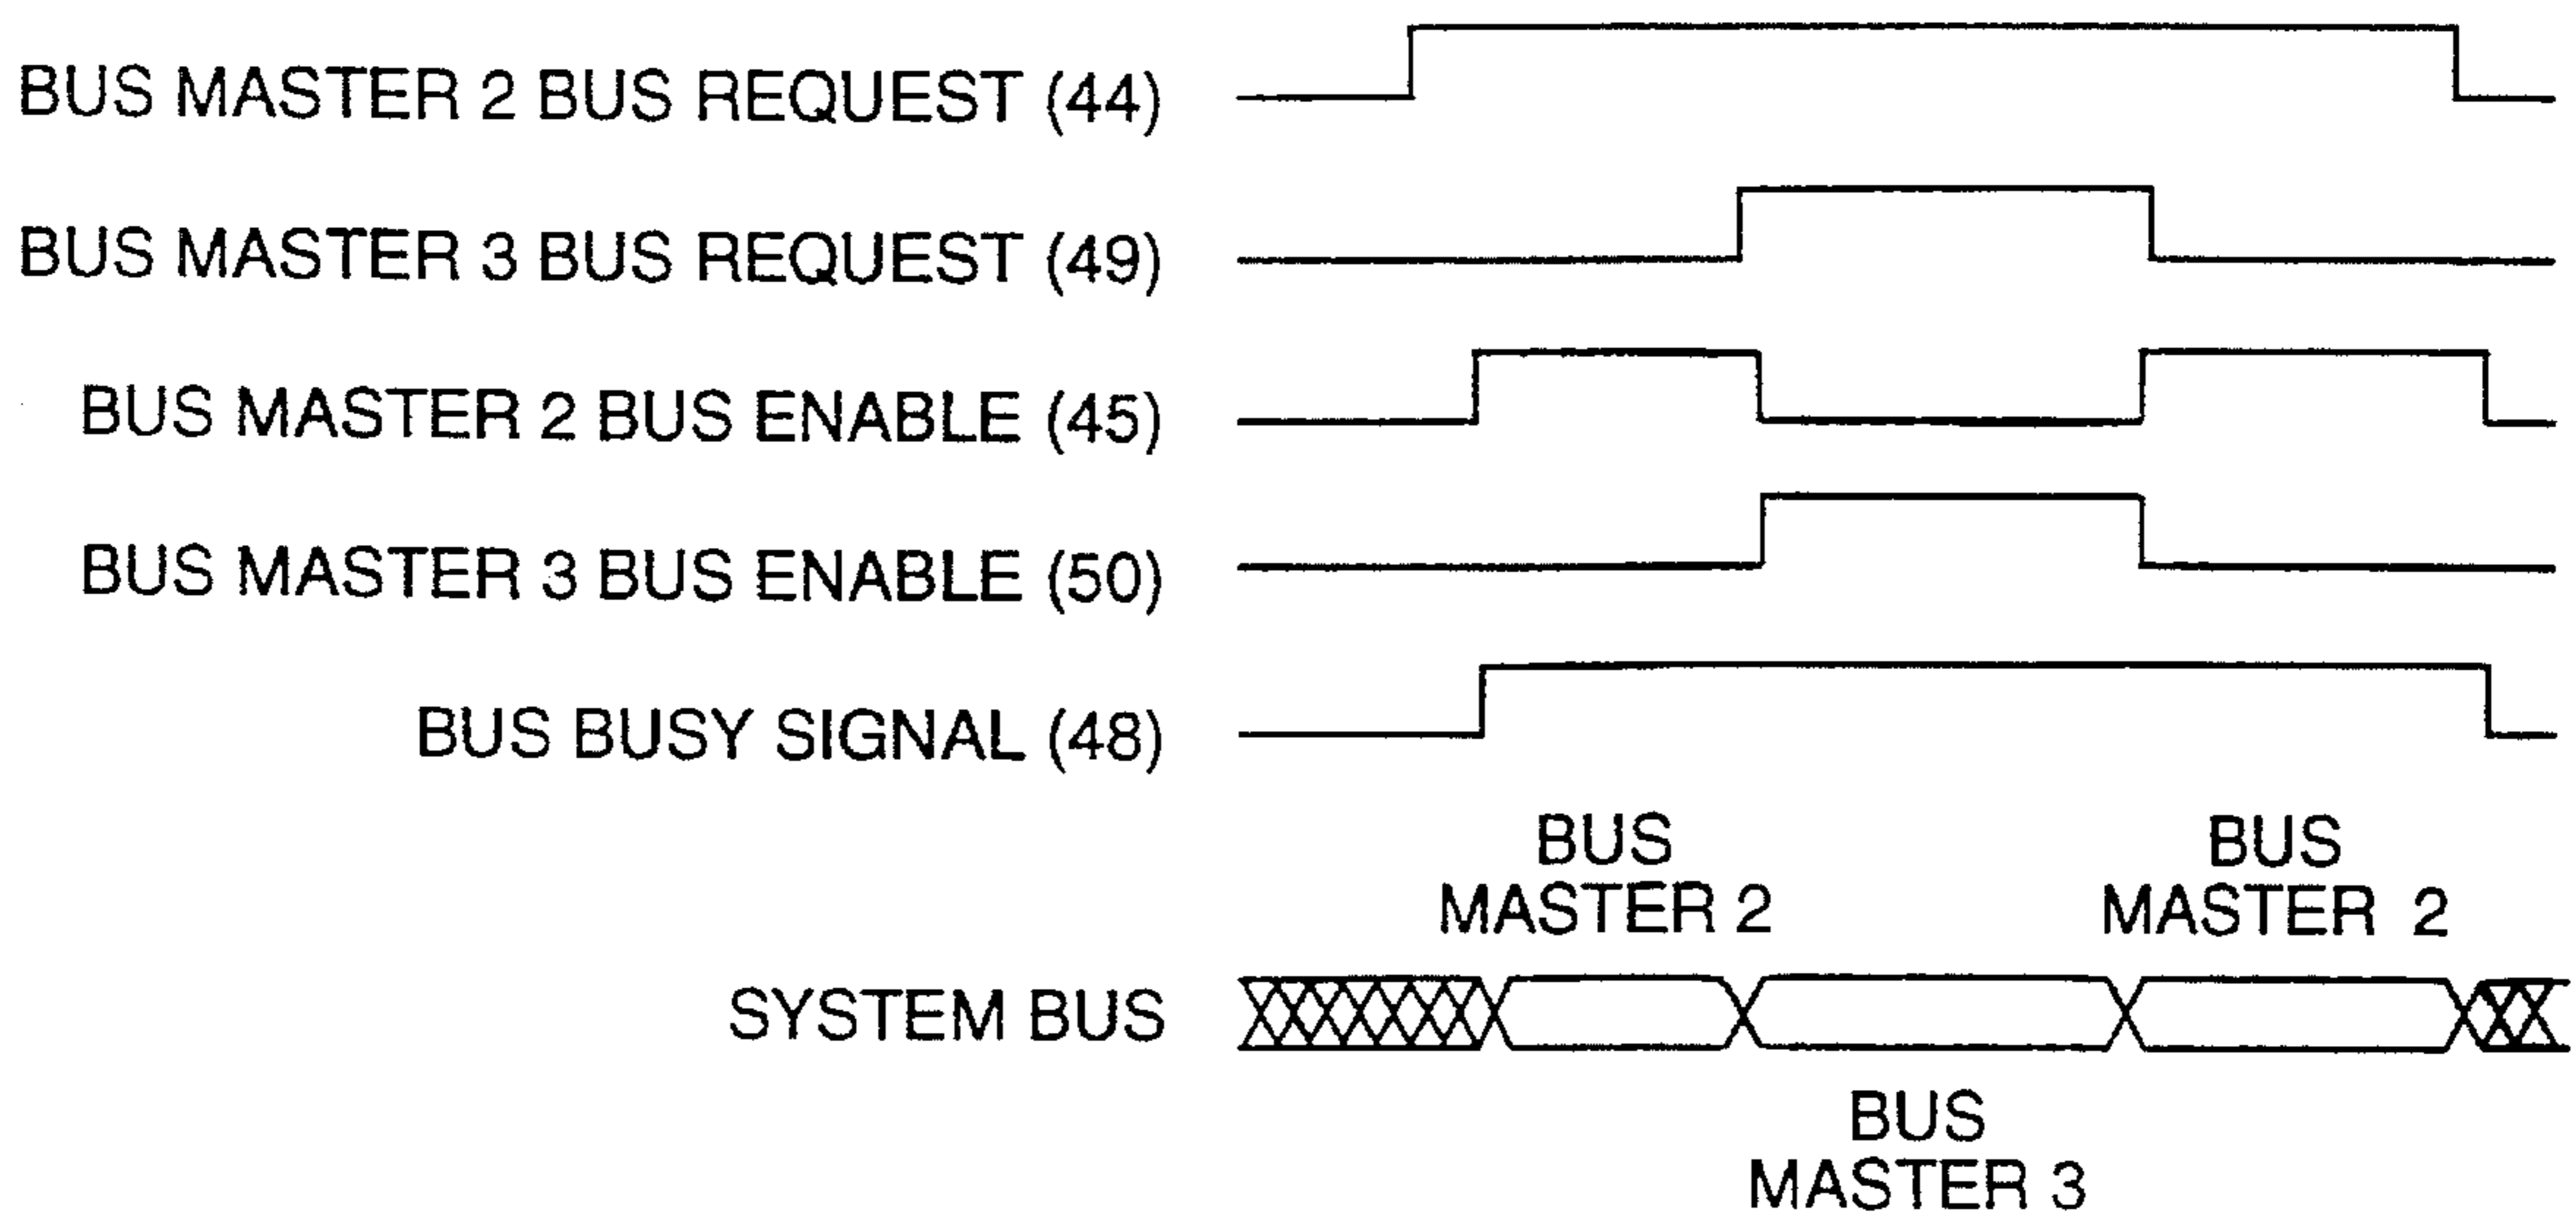 BUS MASTER 2 BUS REQUEST (44)
BUS MASTER 3 BUS REQUEST (49)
BUS MASTER 2 BUS ENABLE (45)
BUS MASTER 3 BUS ENABLE (50)
BUS BUSY SIGNAL (48)
BUS
MASTER 2
BUS
MASTER 2
SYSTEM BUS
BUS
MASTER 3